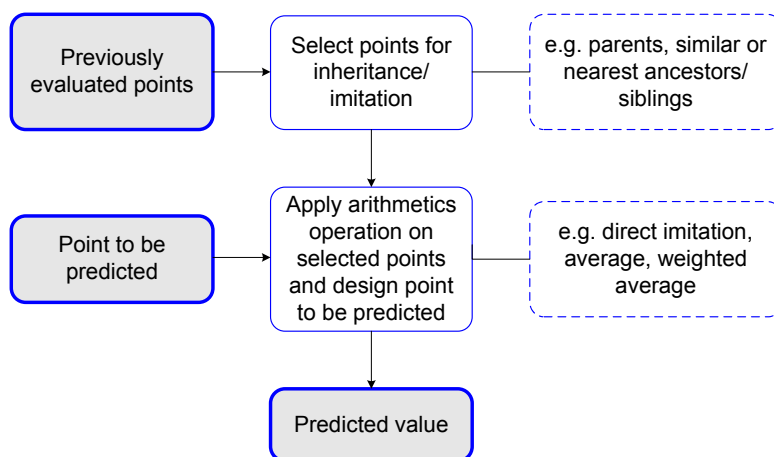 Previously
evaluated points
Select points for
inheritance/
imitation
e.g. parents, similar or
nearest ancestors/
siblings
Point to be
predicted
Apply arithmetics
operation on
selected points
and design point
to be predicted
e.g. direct imitation,
average, weighted
average
Predicted value